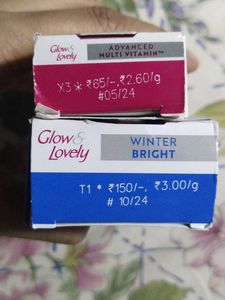 Glow &
Lovely
ADVANCED
MULTI VITAMIN™
X3 * ₹65/-, ₹2.60/g
#05/24
Glow &
Lovely
WINTER
BRIGHT
T1 * ₹150/-, ₹3.00/g
# 10/24